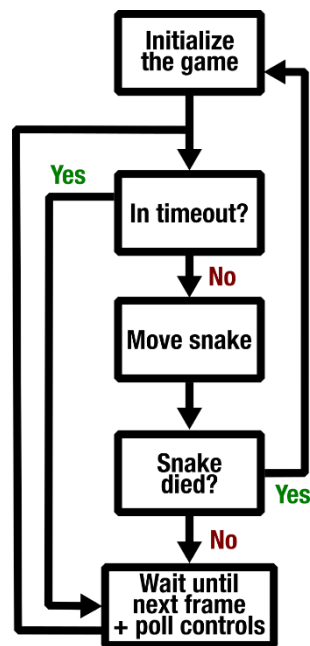 Initialize
the game
Yes
In timeout?
No
Move snake
Snake
died?
Yes
No
Wait until
next frame
+ poll controls